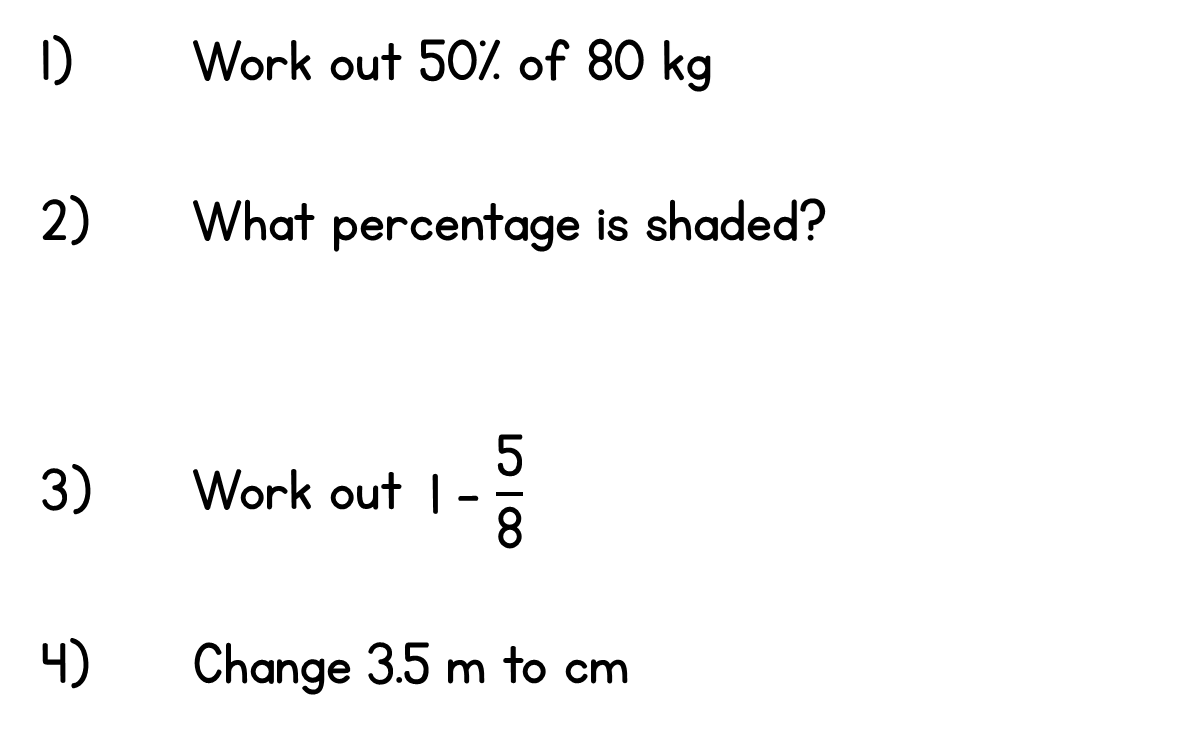 1) Work out 50% of 80 kg
2) What percentage is shaded?
3) Work out 1 - 5/8
4) Change 3.5 m to cm